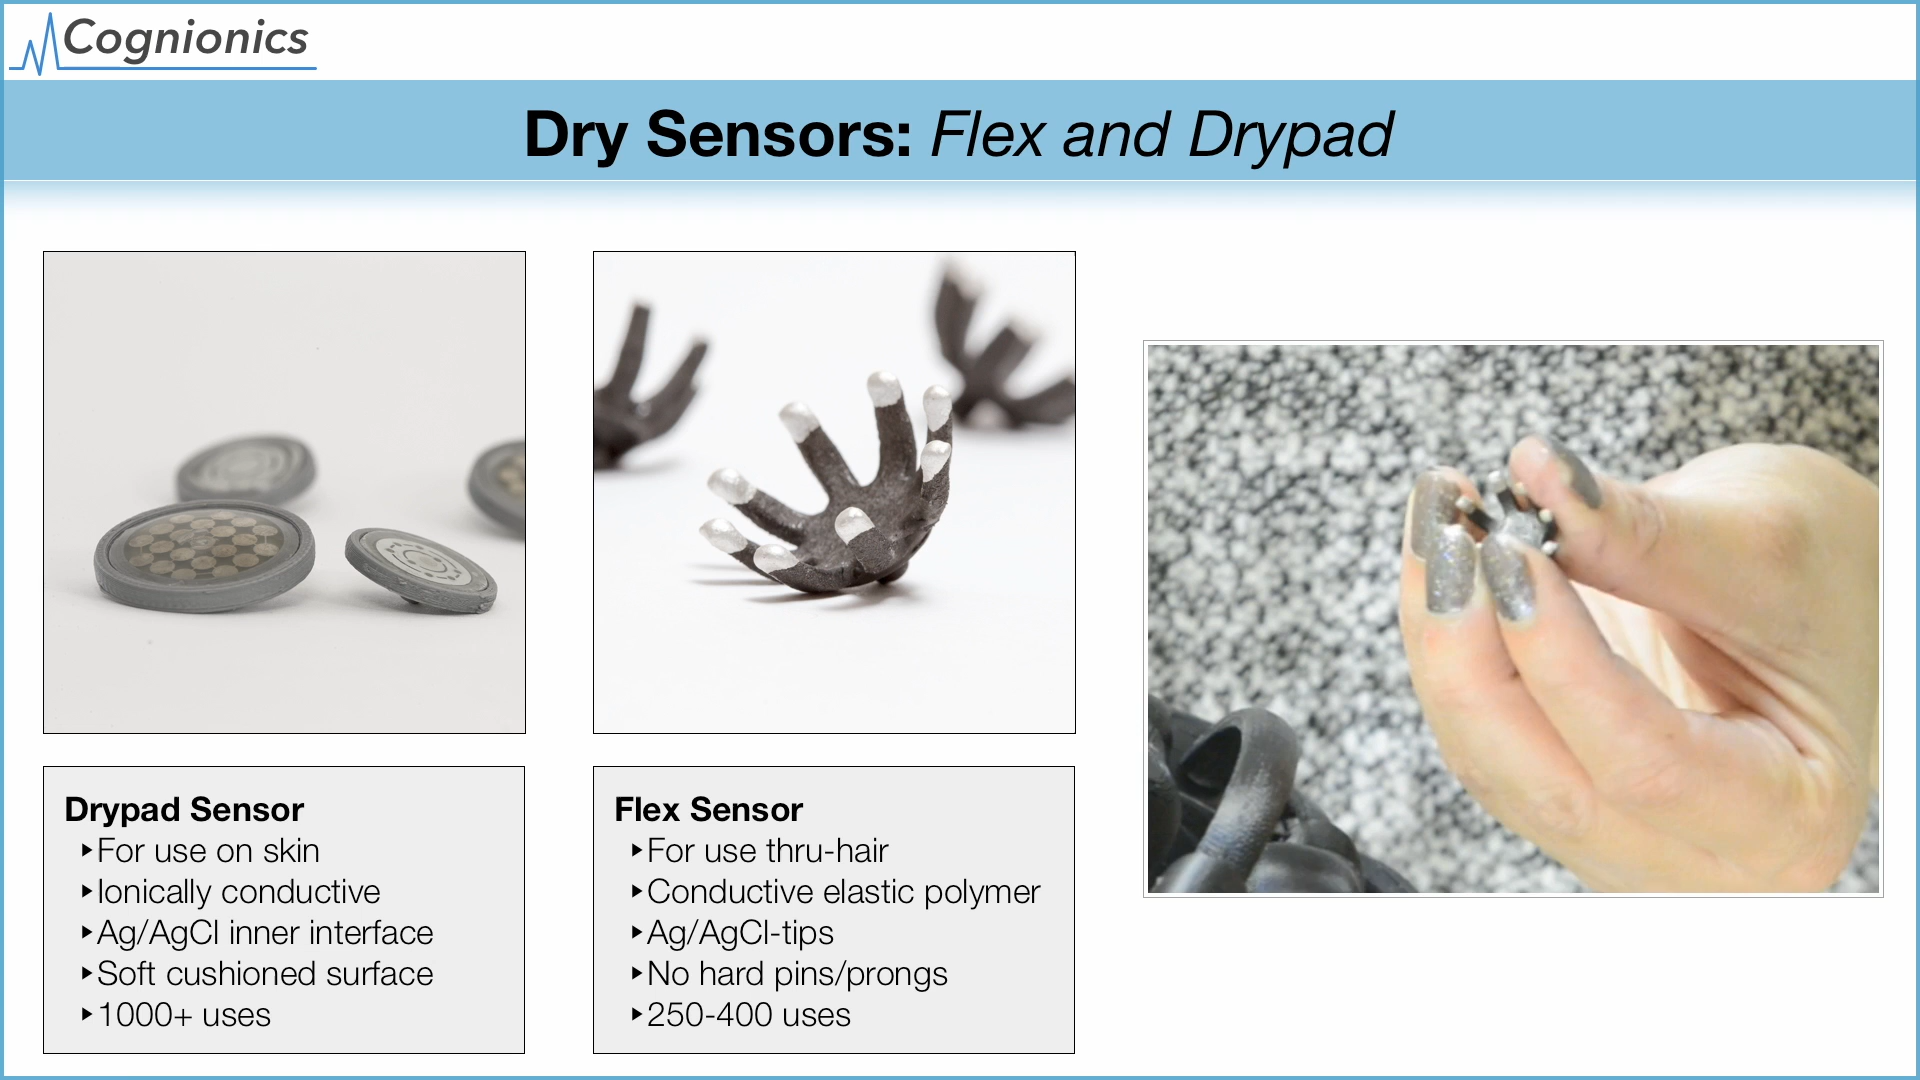 Cognionics
Dry Sensors: Flex and Drypad
Drypad Sensor
‣For use on skin
‣Ionically conductive
‣Ag/AgCl inner interface
‣Soft cushioned surface
‣1000+ uses
Flex Sensor
‣For use thru-hair
‣Conductive elastic polymer
‣Ag/AgCl-tips
‣No hard pins/prongs
‣250-400 uses